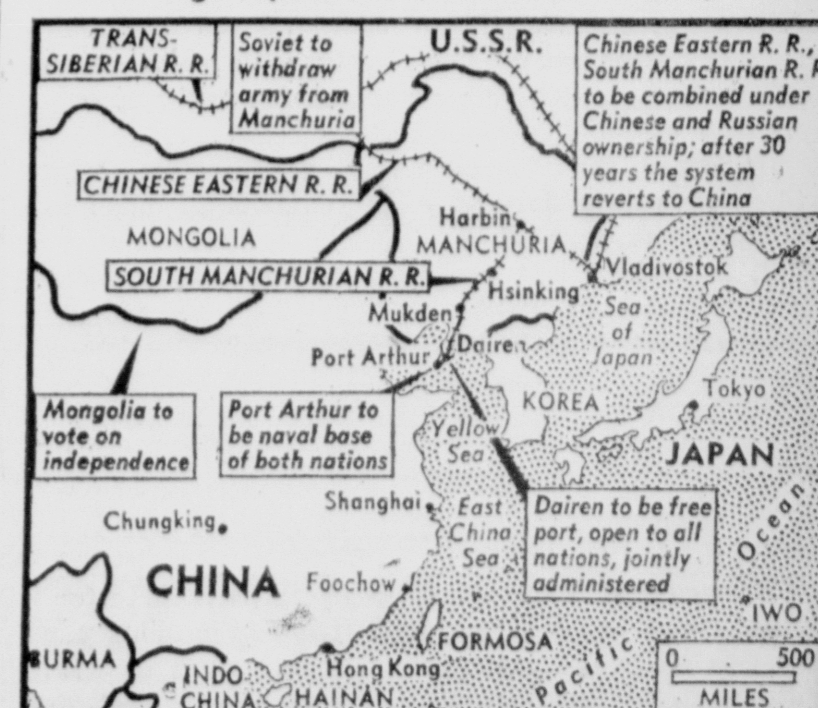 TRANS-
SIBERIAN R. R.
Soviet to
withdraw
army from
Manchuria
U.S.S.R.
Chinese Eastern R. R.,
South Manchurian R. R
to be combined under
Chinese and Russian
ownership; after 30
years the system
reverts to China
CHINESE EASTERN R. R.
MONGOLIA
Harbin
MANCHURIA
SOUTH MANCHURIAN R. R.
Vladivostok
Hsinking
Mukden
Sea
of
Japan
Port Arthur
Dairen
Mongolia to
vote on
independence
Port Arthur to
be naval base
of both nations
KOREA
Tokyo
Yellow
Sea
JAPAN
Shanghai
East
China
Sea
Dairen to be free
port, open to all
nations, jointly
administered
Chungking
CHINA
Foochow
Pacific Ocean
IWO
FORMOSA
BURMA
INDO
CHINA
Hong Kong
HAINAN
0 500
MILES